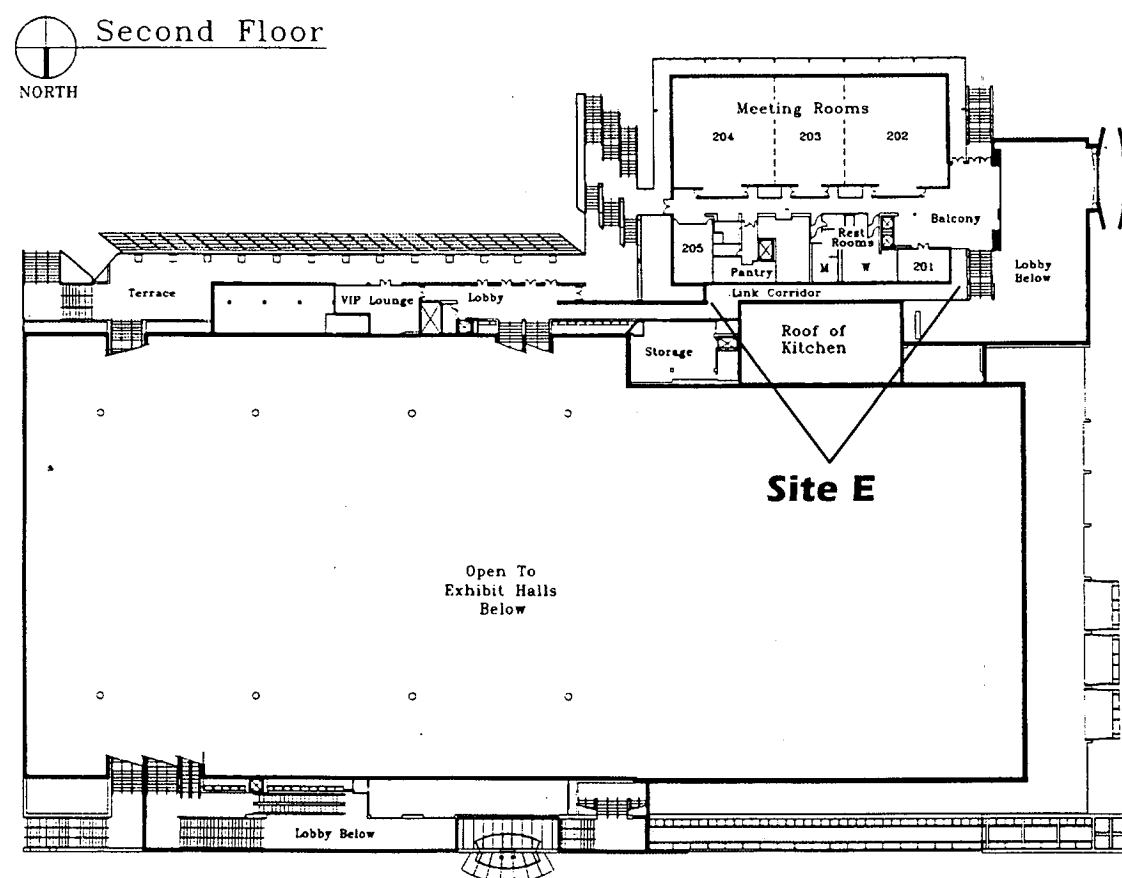 Second Floor
NORTH
Meeting Rooms
204
203
202
Balcony
Rest
Rooms
205
Pantry
M
W
201
Lobby
Below
Link Corridor
Terrace
VIP Lounge
Lobby
Storage
Roof of
Kitchen
Site E
Open To
Exhibit Halls
Below
Lobby Below